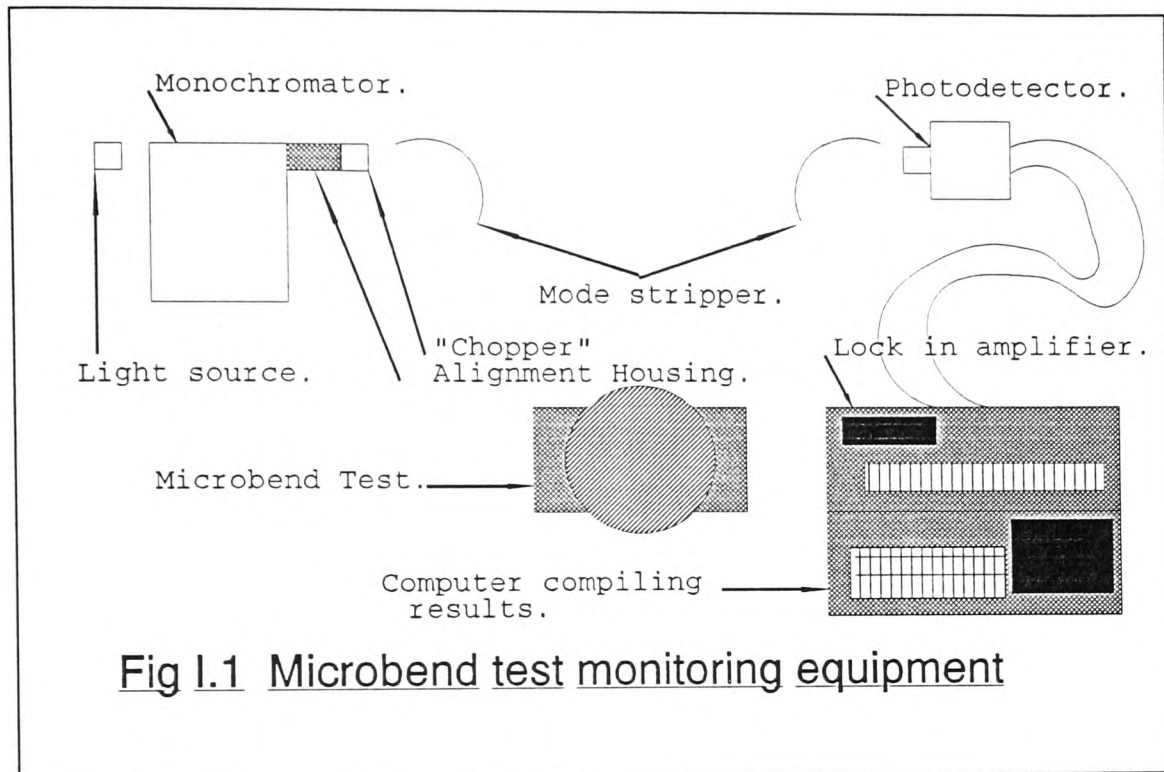 Monochromator.
Photodetector.
Mode stripper.
"Chopper"
Light source.
Alignment Housing.
Lock in amplifier.
Microbend Test.
Computer compiling
results.
Fig I.1 Microbend test monitoring equipment